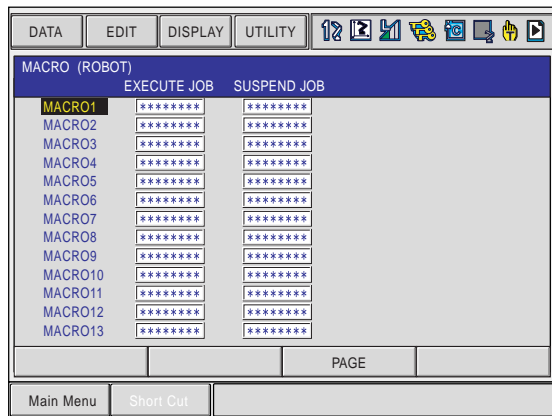 DATA EDIT DISPLAY UTILITY
MACRO (ROBOT)
EXECUTE JOB SUSPEND JOB
MACRO1 ******** ********
MACRO2 ******** ********
MACRO3 ******** ********
MACRO4 ******** ********
MACRO5 ******** ********
MACRO6 ******** ********
MACRO7 ******** ********
MACRO8 ******** ********
MACRO9 ******** ********
MACRO10 ******** ********
MACRO11 ******** ********
MACRO12 ******** ********
MACRO13 ******** ********
PAGE
Main Menu Short Cut